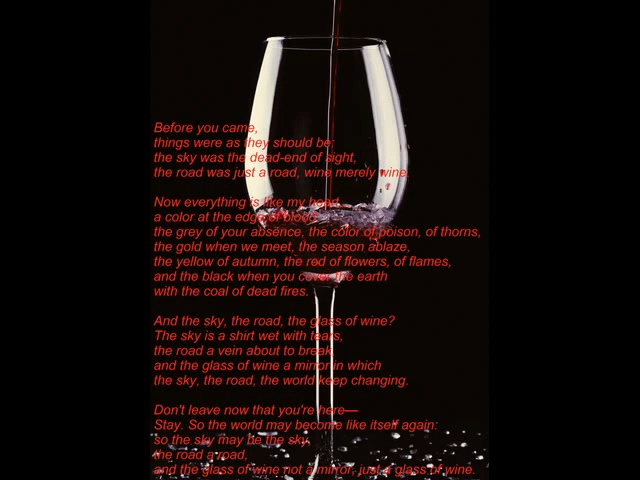 Before you came,
things were as they should be:
the sky was the dead-end of sight,
the road was just a road, wine merely wine.
Now everything is like my heart,
a color at the edge of blood:
the grey of your absence, the color of poison, of thorns,
the gold when we meet, the season ablaze,
the yellow of autumn, the red of flowers, of flames,
and the black when you cover the earth
with the coal of dead fires.
And the sky, the road, the glass of wine?
The sky is a shirt wet with tears,
the road a vein about to break,
and the glass of wine a mirror in which
the sky, the road, the world keep changing.
Don't leave now that you're here—
Stay. So the world may become like itself again:
so the sky may be the sky,
the road a road,
and the glass of wine not a mirror, just a glass of wine.